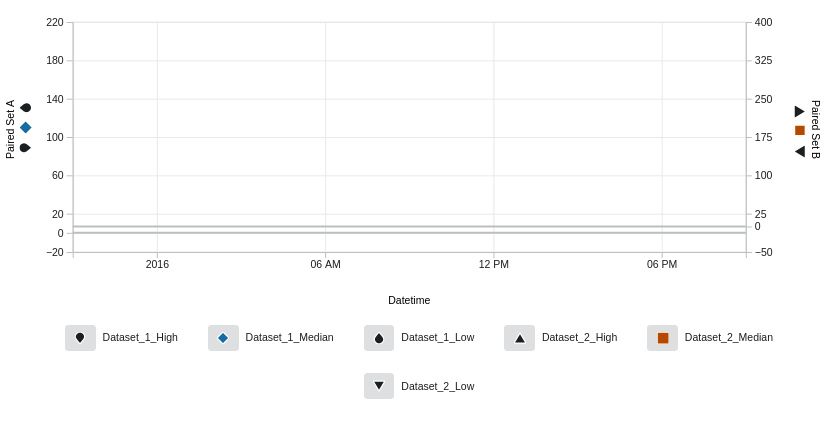 220
180
140
100
60
20
0
−20
Paired Set A
400
325
250
175
100
25
0
−50
Paired Set B
2016
06 AM
12 PM
06 PM
Datetime
Dataset_1_High
Dataset_1_Median
Dataset_1_Low
Dataset_2_High
Dataset_2_Median
Dataset_2_Low